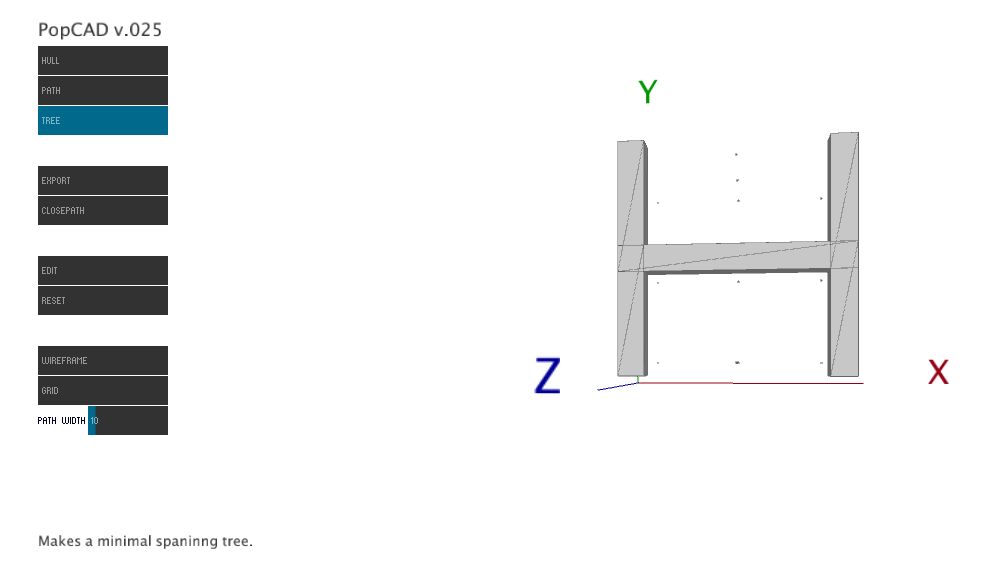 PopCAD v.025
HULL
PATH
TREE
EXPORT
CLOSEPATH
EDIT
RESET
WIREFRAME
GRID
PATH WIDTH 10
Y
Z
X
Makes a minimal spaninng tree.